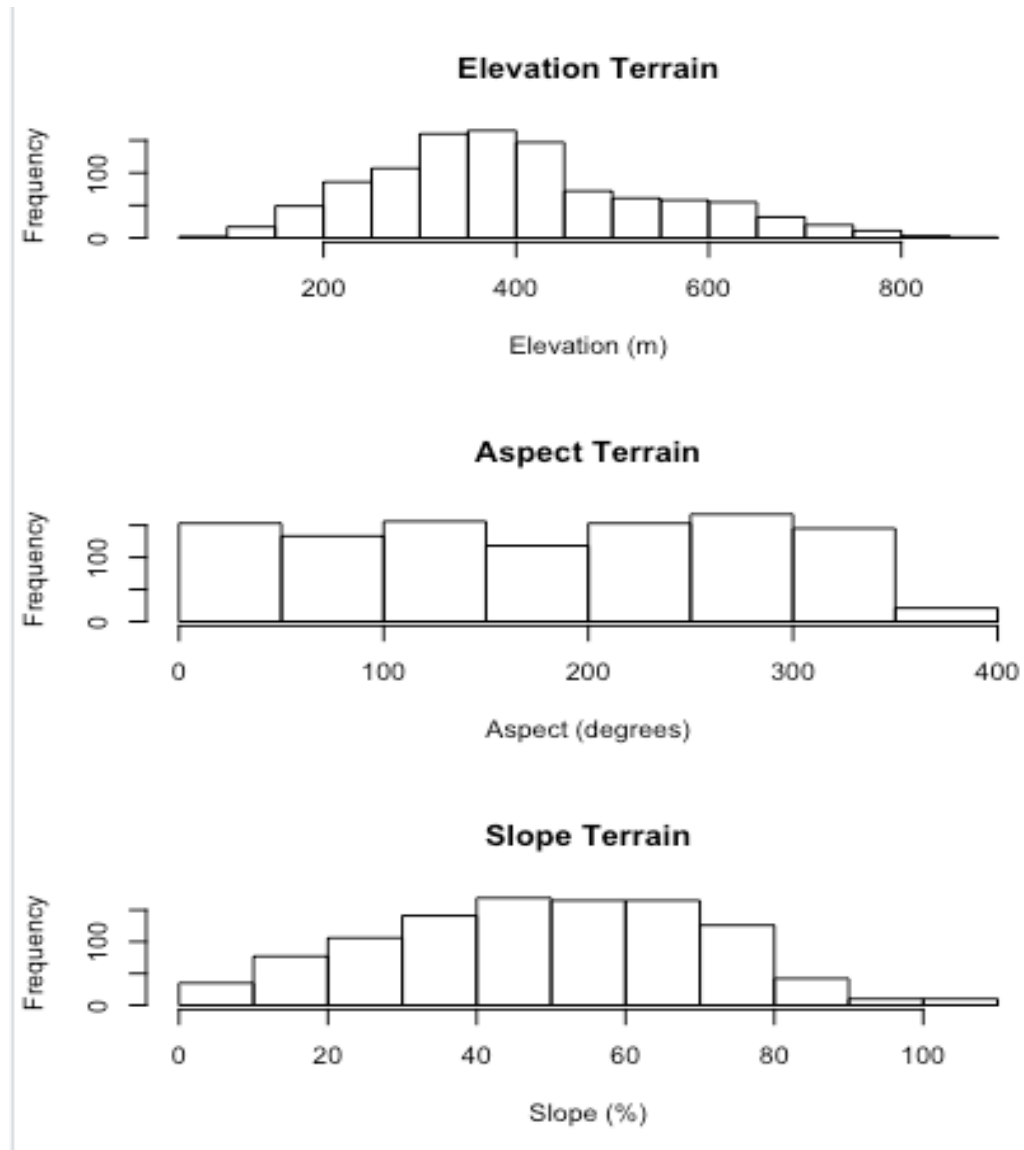 Elevation Terrain
Frequency
100
0
200 400 600 800
Elevation (m)
Aspect Terrain
Frequency
100
0
0 100 200 300 400
Aspect (degrees)
Slope Terrain
Frequency
100
0
0 20 40 60 80 100
Slope (%)